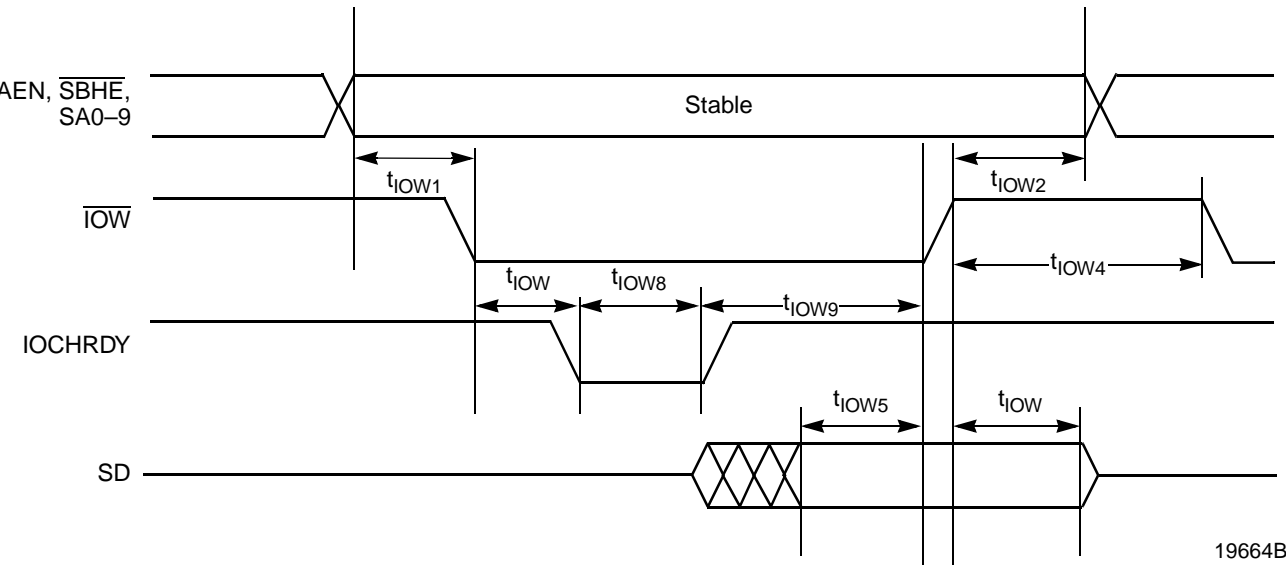 AEN, SBHE,
SA0–9
Stable
tIOW1
tIOW2
IOW
tIOW4
tIOW
tIOW8
tIOW9
IOCHRDY
tIOW5
tIOW
SD
19664B